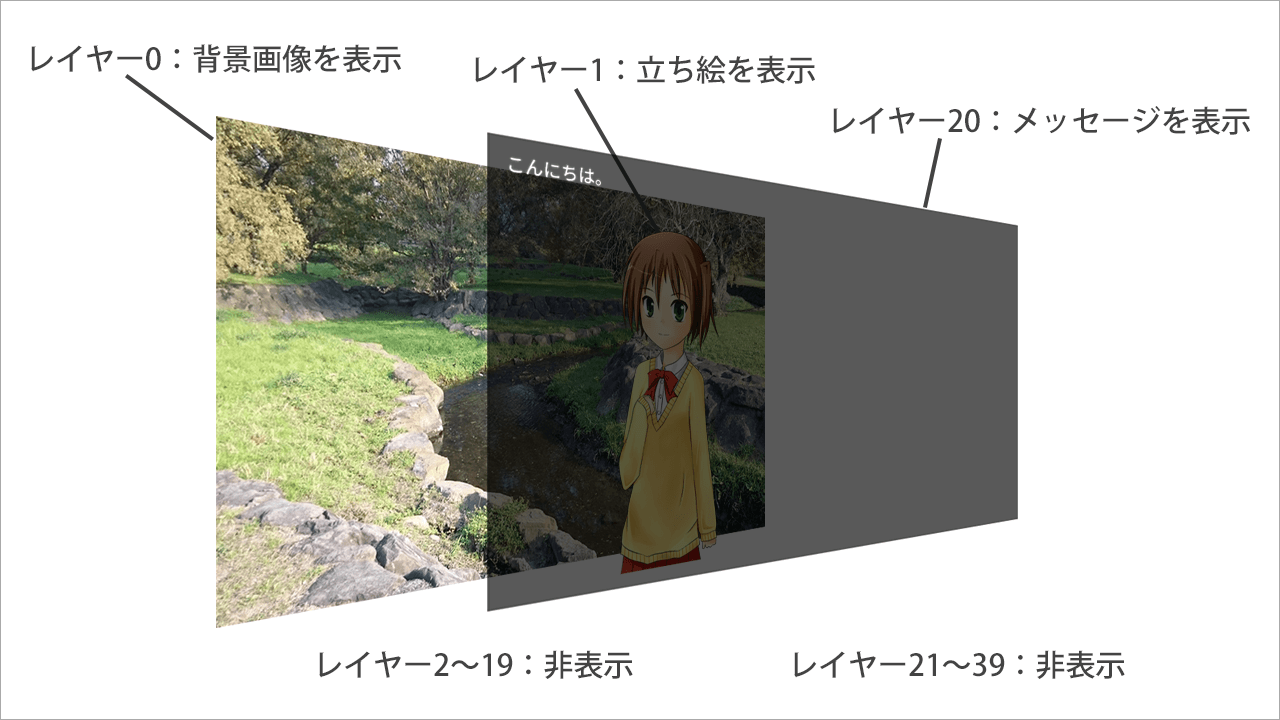 レイヤー0：背景画像を表示
レイヤー1：立ち絵を表示
レイヤー20：メッセージを表示
こんにちは。
レイヤー2〜19：非表示
レイヤー21〜39：非表示